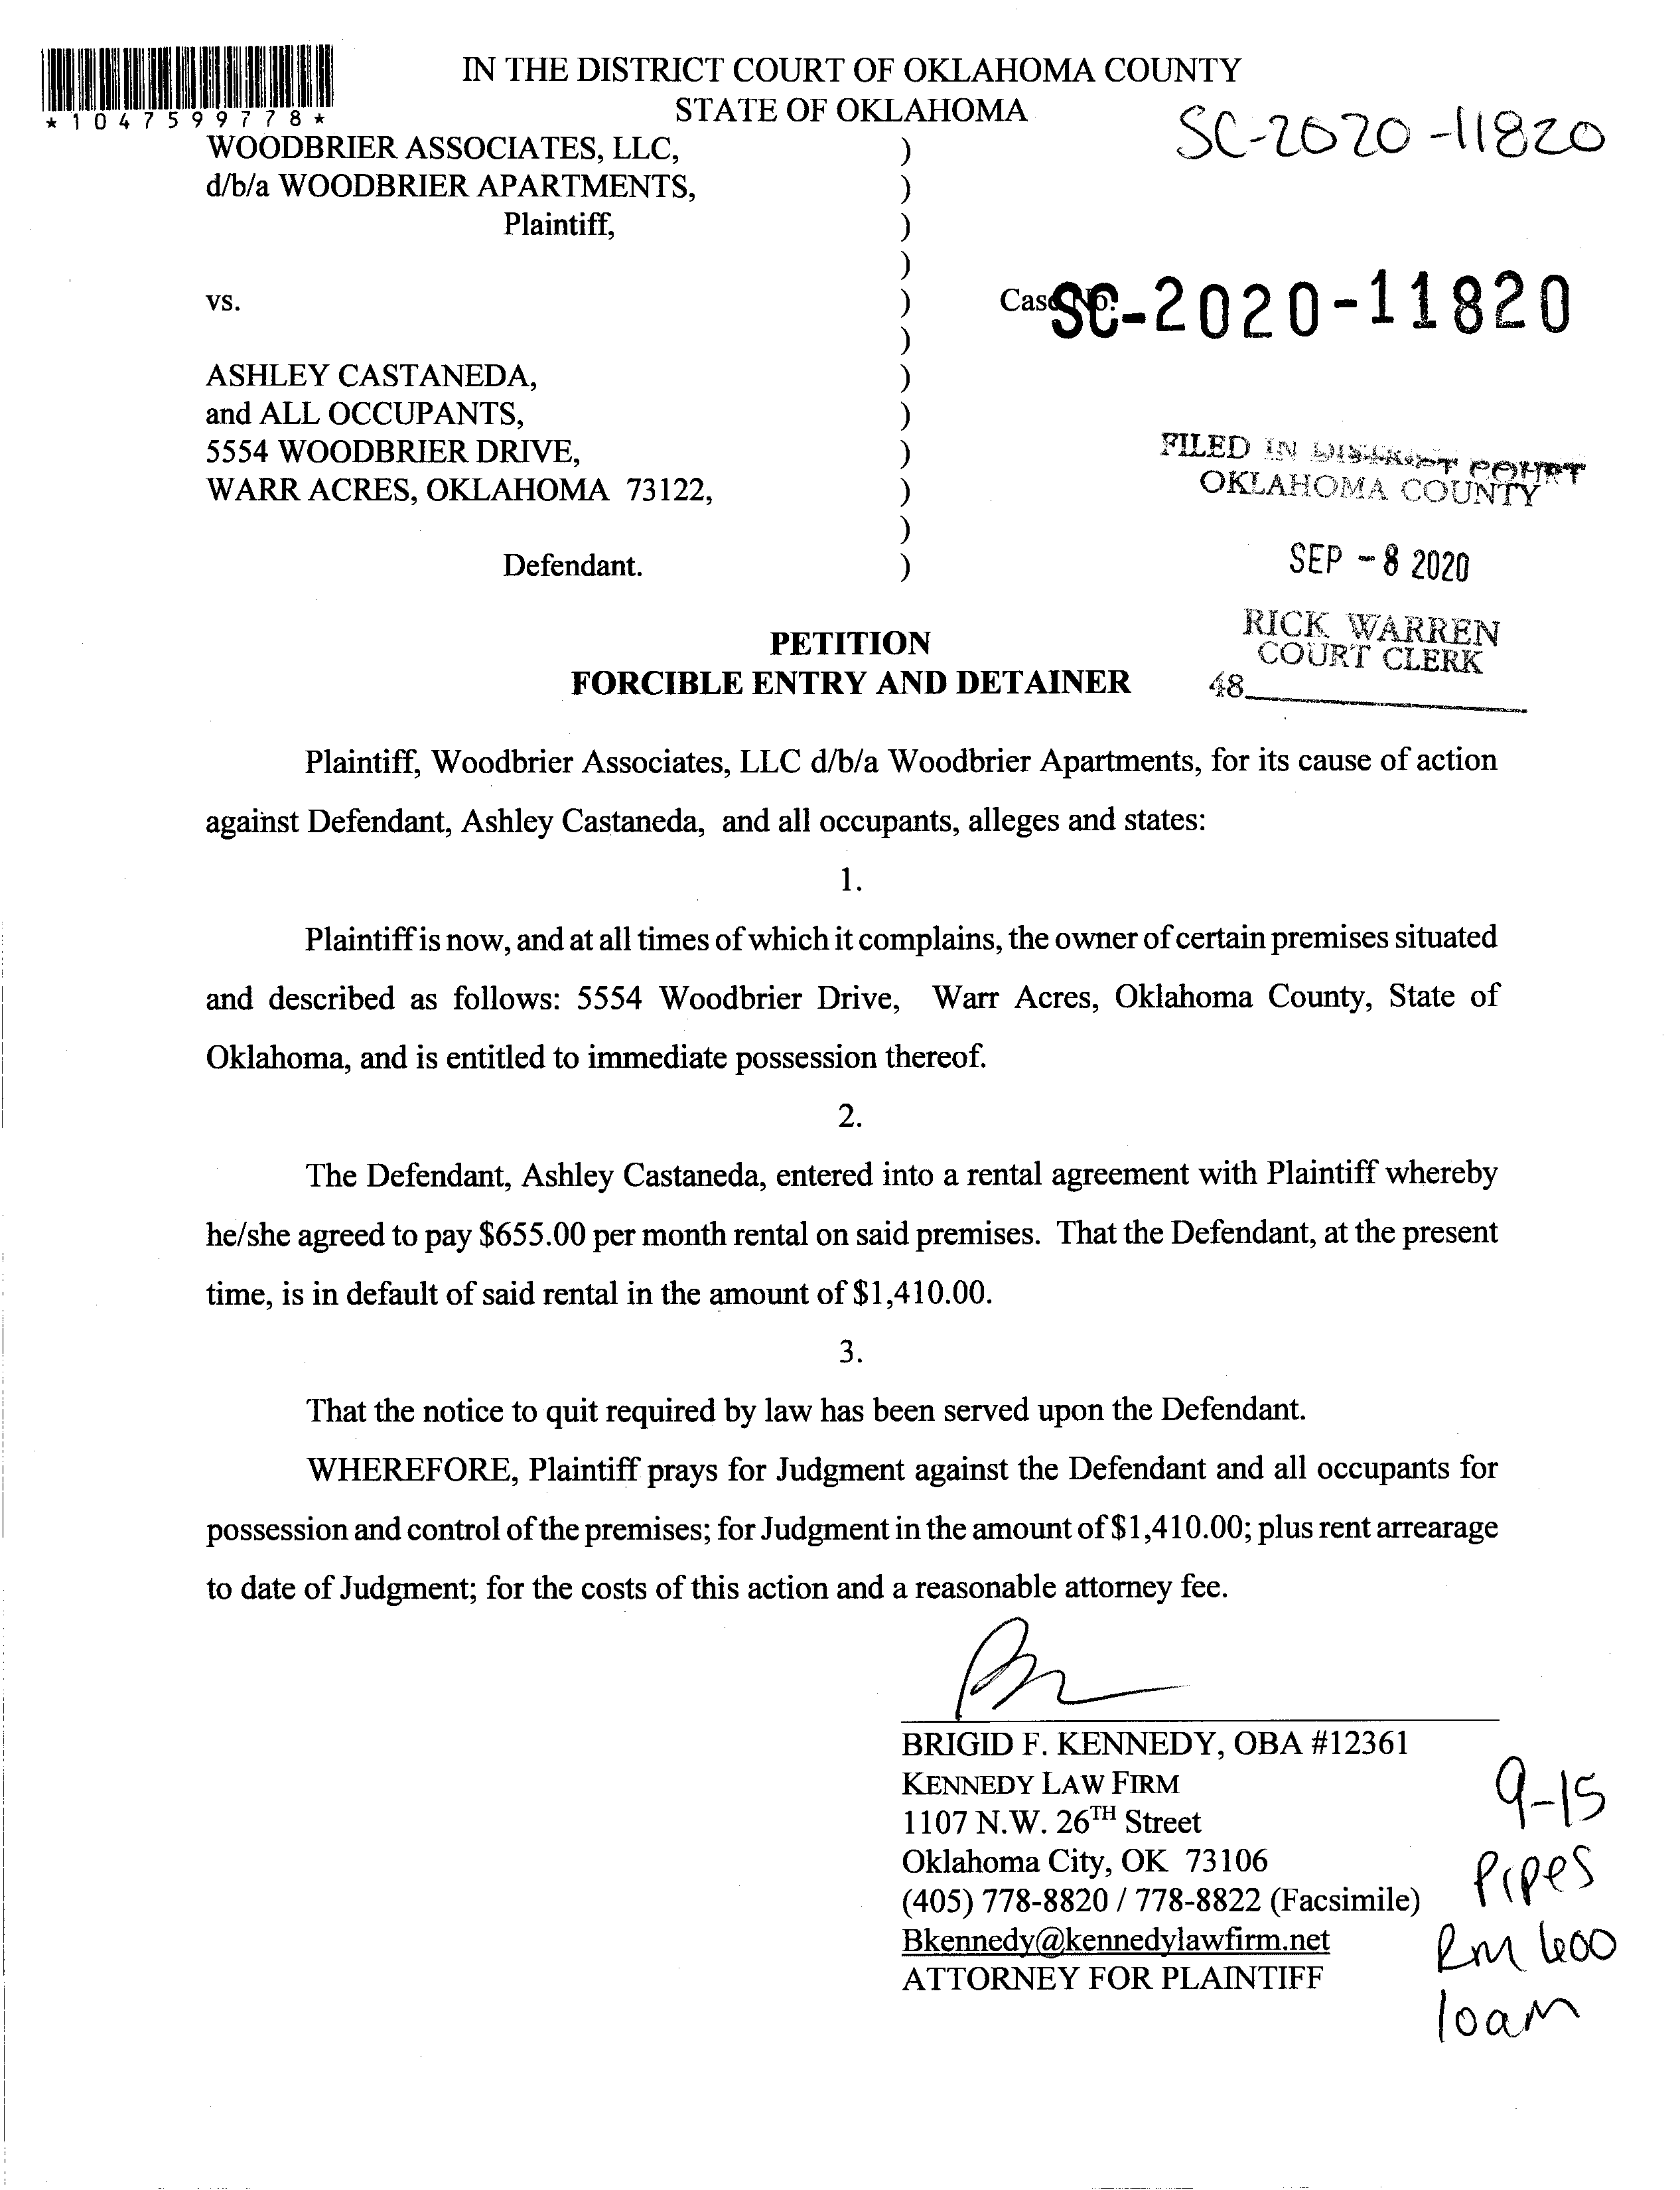 IN THE DISTRICT COURT OF OKLAHOMA COUNTY
STATE OF OKLAHOMA
*1047599778*
SC-2020-11820
WOODBRIER ASSOCIATES, LLC, )
d/b/a WOODBRIER APARTMENTS, )
Plaintiff, )
)
vs. ) Case No. SC-2020-11820
)
ASHLEY CASTANEDA, )
and ALL OCCUPANTS, )
5554 WOODBRIER DRIVE, )
WARR ACRES, OKLAHOMA 73122, )
)
Defendant. )
FILED IN DISTRICT COURT
OKLAHOMA COUNTY
SEP -8 2020
RICK WARREN
COURT CLERK
48
PETITION
FORCIBLE ENTRY AND DETAINER
Plaintiff, Woodbrier Associates, LLC d/b/a Woodbrier Apartments, for its cause of action
against Defendant, Ashley Castaneda, and all occupants, alleges and states:
1.
Plaintiff is now, and at all times of which it complains, the owner of certain premises situated
and described as follows: 5554 Woodbrier Drive, Warr Acres, Oklahoma County, State of
Oklahoma, and is entitled to immediate possession thereof.
2.
The Defendant, Ashley Castaneda, entered into a rental agreement with Plaintiff whereby
he/she agreed to pay $655.00 per month rental on said premises. That the Defendant, at the present
time, is in default of said rental in the amount of $1,410.00.
3.
That the notice to quit required by law has been served upon the Defendant.
WHEREFORE, Plaintiff prays for Judgment against the Defendant and all occupants for
possession and control of the premises; for Judgment in the amount of $1,410.00; plus rent arrearage
to date of Judgment; for the costs of this action and a reasonable attorney fee.
BRIGID F. KENNEDY, OBA #12361
KENNEDY LAW FIRM
1107 N.W. 26TH Street
Oklahoma City, OK 73106
(405) 778-8820 / 778-8822 (Facsimile)
Bkennedy@kennedylawfirm.net
ATTORNEY FOR PLAINTIFF
9-15
Pipes
Rm 600
10am